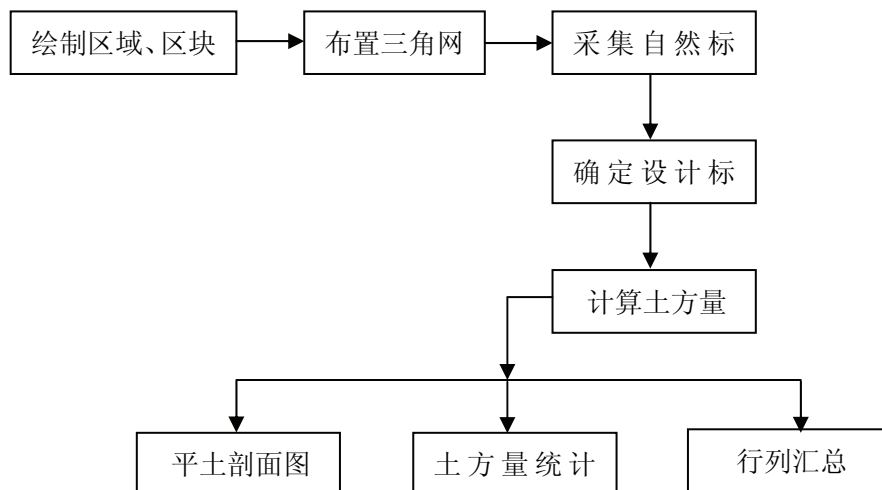 绘制区域、区块
布置三角网
采集自然标
确定设计标
计算土方量
平土剖面图
土方量统计
行列汇总